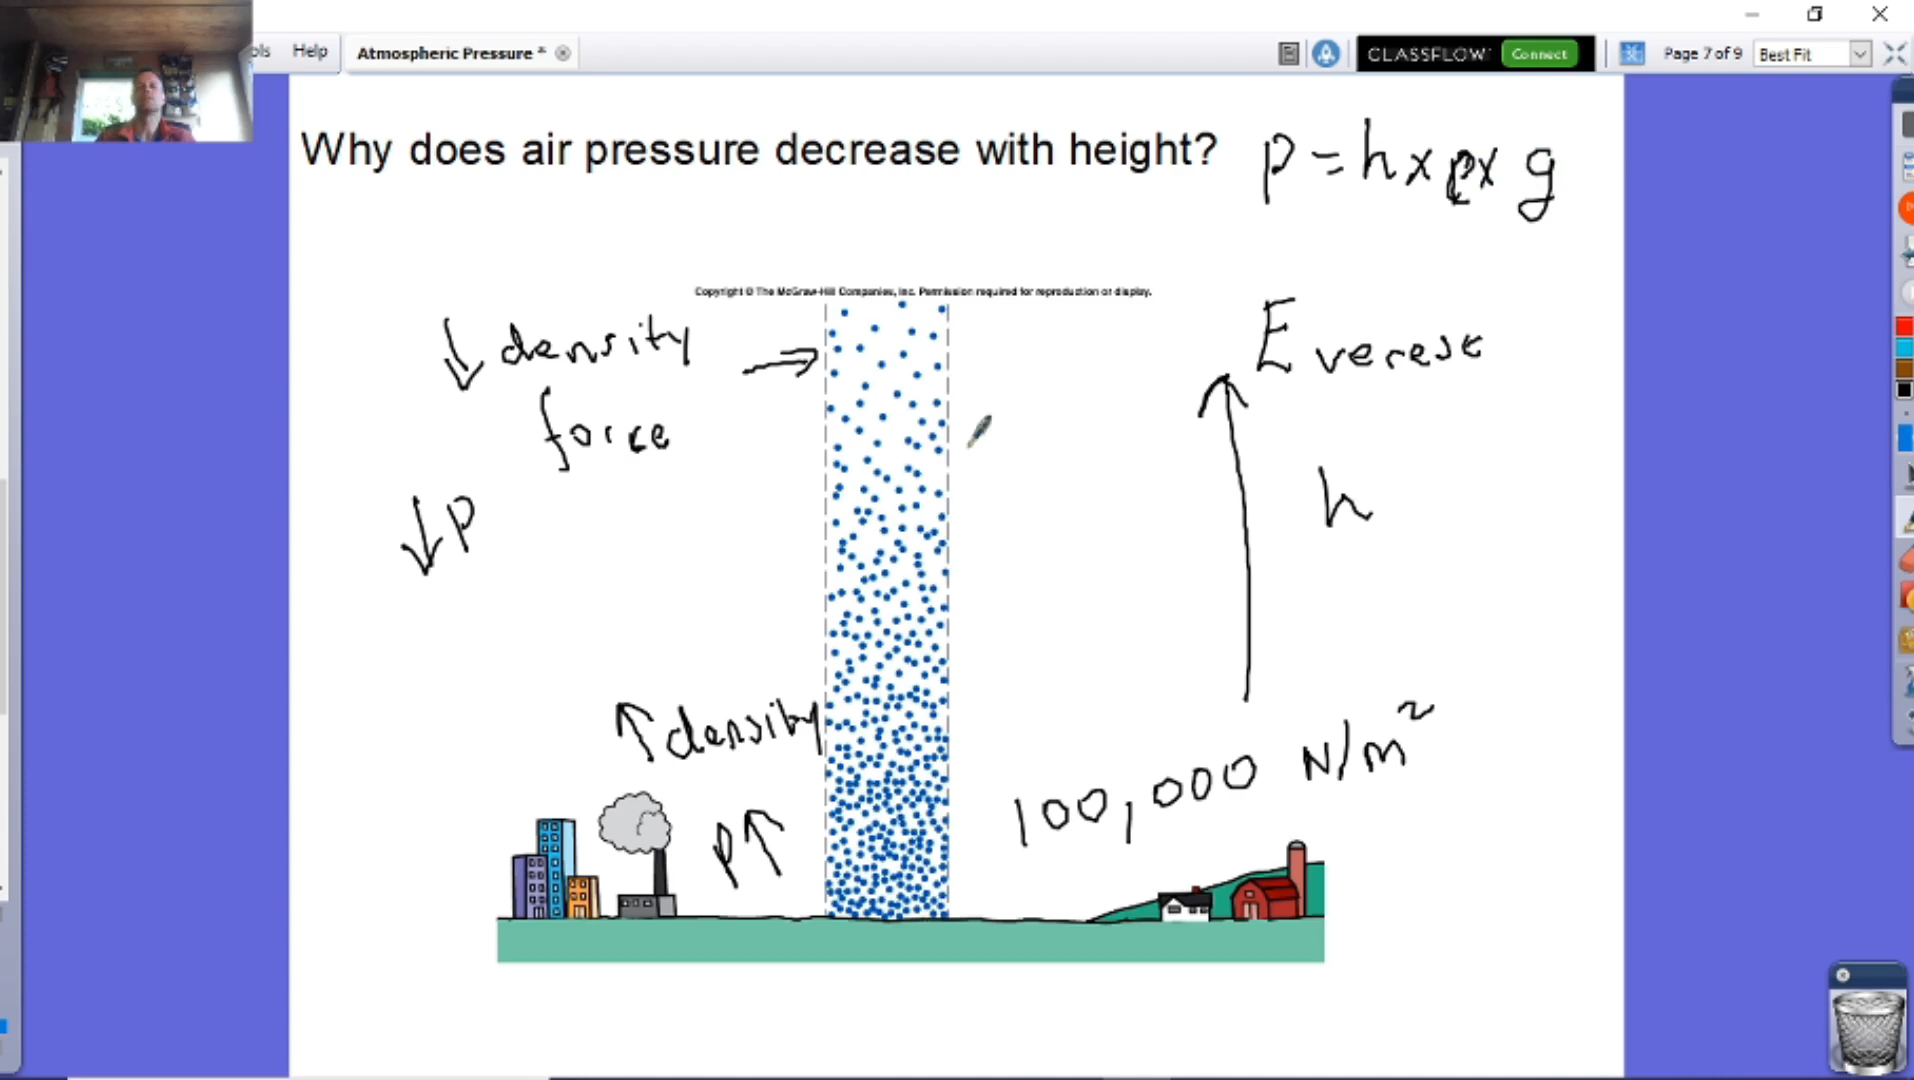 ols Help Atmospheric Pressure * CLASSFLOW Connect Page 7 of 9 Best Fit
Why does air pressure decrease with height? P = h x ρ x g
Copyright © The McGraw-Hill Companies, Inc. Permission required for reproduction or display.
↓ density ⇒ Everest
force
↓ P h
↑ density
100,000 N/m²
P ↑